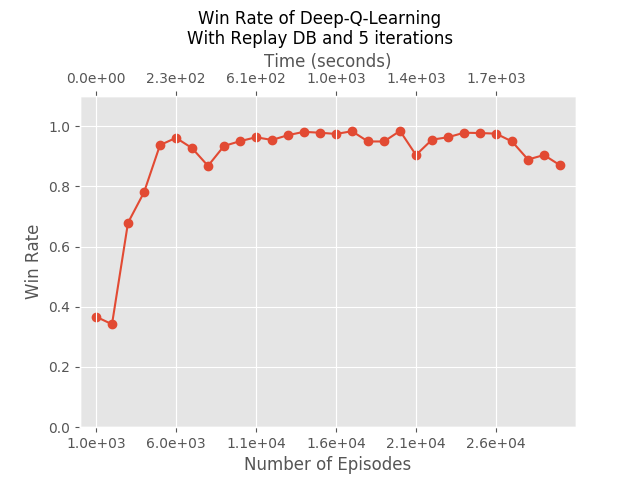 Win Rate of Deep-Q-Learning
With Replay DB and 5 iterations
Time (seconds)
0.0e+00 2.3e+02 6.1e+02 1.0e+03 1.4e+03 1.7e+03
1.0
0.8
0.6
0.4
0.2
0.0
Win Rate
1.0e+03 6.0e+03 1.1e+04 1.6e+04 2.1e+04 2.6e+04
Number of Episodes